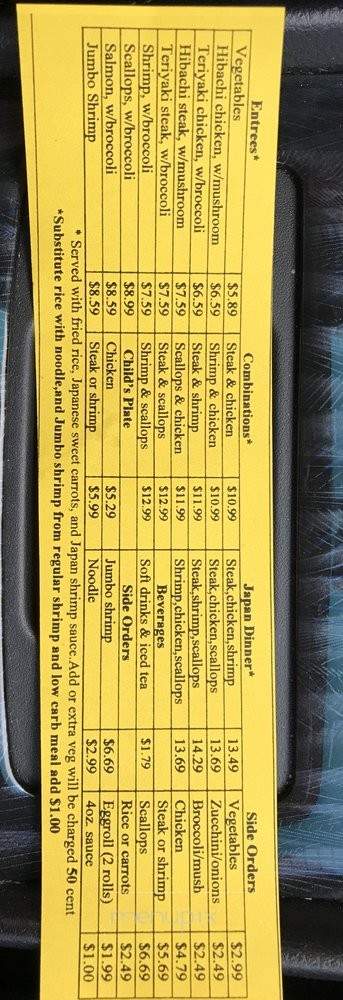 Entrees* Combinations* Japan Dinner* Side Orders
Vegetables $5.89 Steak & chicken $10.99 Steak,chicken,shrimp 13.49 Vegetables $2.99
Hibachi chicken, w/mushroom $6.59 Shrimp & chicken $10.99 Steak,chicken,scallops 13.69 Zucchini/onions $2.49
Teriyaki chicken, w/broccoli $6.59 Steak & shrimp $11.99 Steak,shrimp,scallops 14.29 Broccoli/mush $2.49
Hibachi steak, w/mushroom $7.59 Scallops & chicken $11.99 Shrimp,chicken,scallops 13.69 Chicken $4.79
Teriyaki steak, w/broccoli $7.59 Steak & scallops $12.99 Beverages Steak or shrimp $5.69
Shrimp, w/broccoli $7.59 Shrimp & scallops $12.99 Soft drinks & iced tea $1.79 Scallops $6.69
Scallops, w/broccoli $8.99 Child's Plate Side Orders Rice or carrots $2.49
Salmon, w/broccoli $8.59 Chicken $5.29 Jumbo shrimp $6.69 Eggroll (2 rolls) $1.99
Jumbo Shrimp $8.59 Steak or shrimp $5.99 Noodle $2.99 4oz. sauce $1.00
* Served with fried rice, Japanese sweet carrots, and Japan shrimp sauce. Add or extra veg will be charged 50 cent
*Substitute rice with noodle,and Jumbo shrimp from regular shrimp and low carb meal add $1.00
menupix